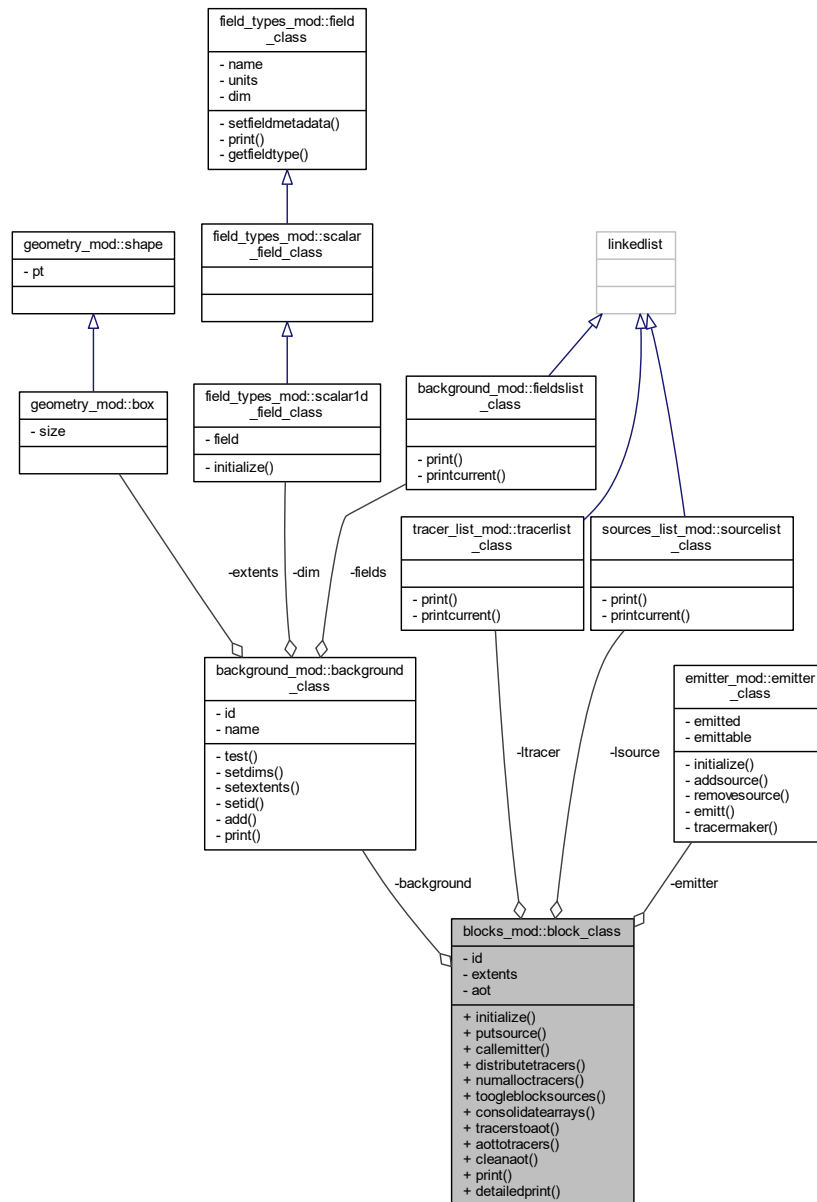 field_types_mod::field
_class
- name
- units
- dim
- setfieldmetadata()
- print()
- getfieldtype()
geometry_mod::shape
- pt
field_types_mod::scalar
_field_class
linkedlist
geometry_mod::box
- size
field_types_mod::scalar1d
_field_class
- field
- initialize()
background_mod::fieldslist
_class
- print()
- printcurrent()
tracer_list_mod::tracerlist
_class
- print()
- printcurrent()
sources_list_mod::sourcelist
_class
- print()
- printcurrent()
-extents
-dim
-fields
background_mod::background
_class
- id
- name
- test()
- setdims()
- setextents()
- setid()
- add()
- print()
emitter_mod::emitter
_class
- emitted
- emittable
- initialize()
- addsource()
- removesource()
- emitt()
- tracermaker()
-ltracer
-lsource
-background
-emitter
blocks_mod::block_class
- id
- extents
- aot
+ initialize()
+ putsource()
+ callemitter()
+ distributetracers()
+ numalloctracers()
+ toogleblocksources()
+ consolidatearrays()
+ tracerstoaot()
+ aottotracers()
+ cleanaot()
+ print()
+ detailedprint()